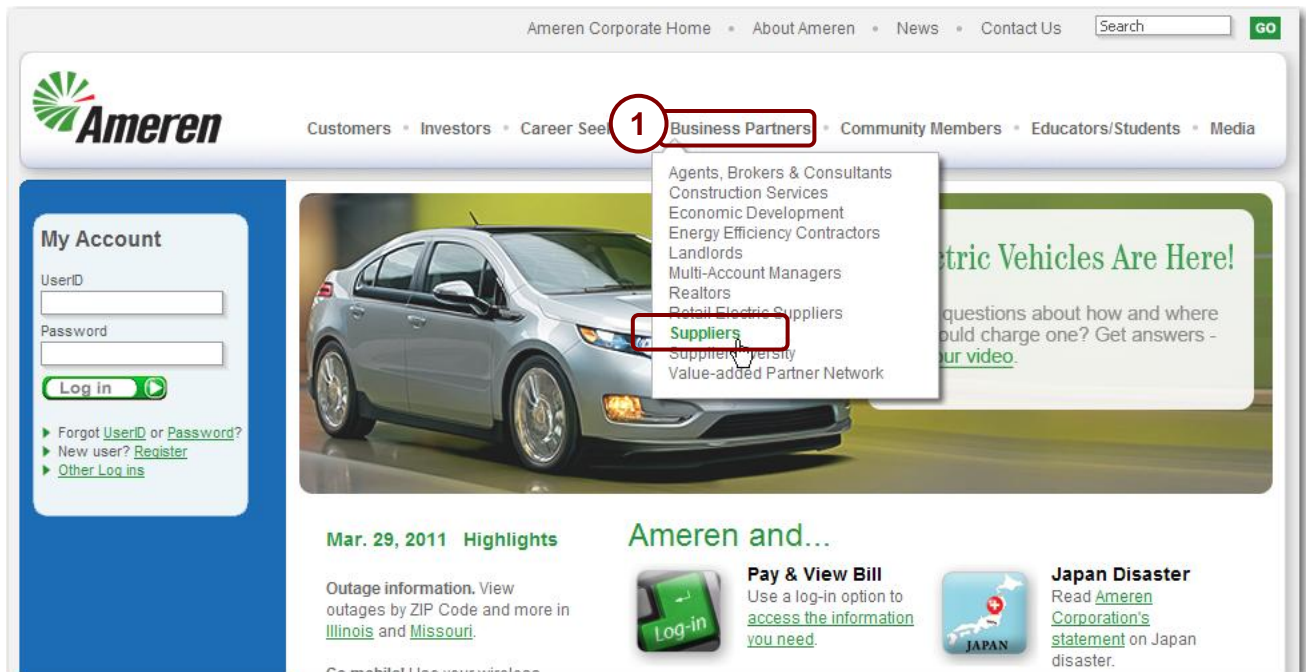 Ameren Corporate Home • About Ameren • News • Contact Us Search GO
Ameren
Customers • Investors • Career 1 Business Partners • Community Members • Educators/Students • Media
Agents, Brokers & Consultants
Construction Services
Economic Development
Energy Efficiency Contractors
Landlords
Multi-Account Managers
Realtors
Retail Electric Suppliers
Suppliers
Supplier
Value-added Partner Network
My Account
UserID
Password
Log in
Forgot UserID or Password?
New user? Register
Other Log ins
Vehicles Are Here!
questions about how and where
charge one? Get answers -
video.
Mar. 29, 2011 Highlights
Outage information. View
outages by ZIP Code and more in
Illinois and Missouri.
Ameren and...
Log-in
Pay & View Bill
Use a log-in option to
access the information
you need.
JAPAN
Japan Disaster
Read Ameren
Corporation's
statement on Japan
disaster.